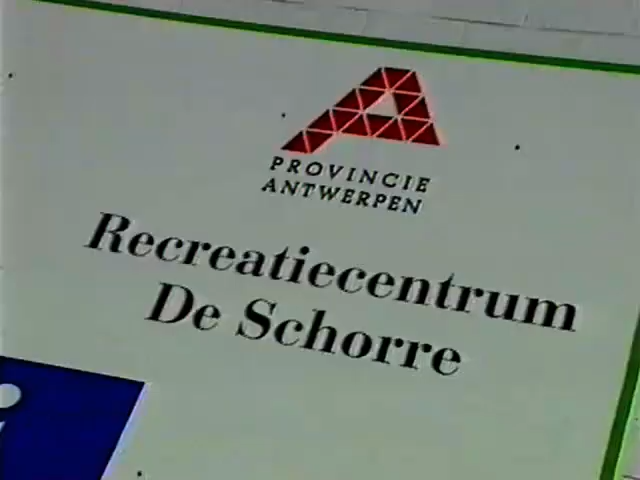 PROVINCIE
ANTWERPEN
Recreatiecentrum
De Schorre
i